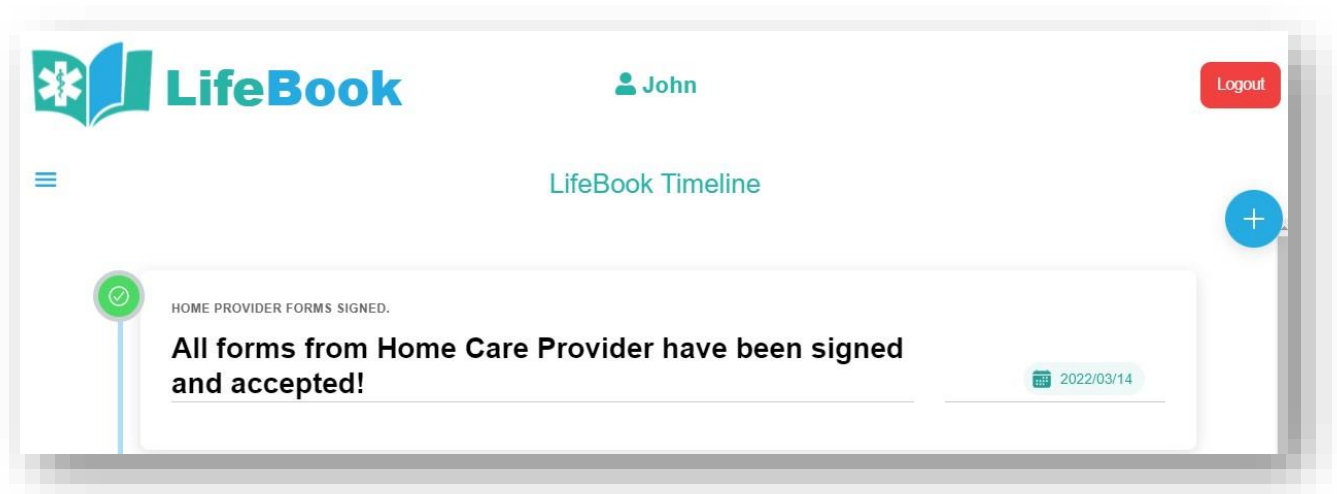 LifeBook
John
Logout
LifeBook Timeline
HOME PROVIDER FORMS SIGNED.
All forms from Home Care Provider have been signed
and accepted!
2022/03/14